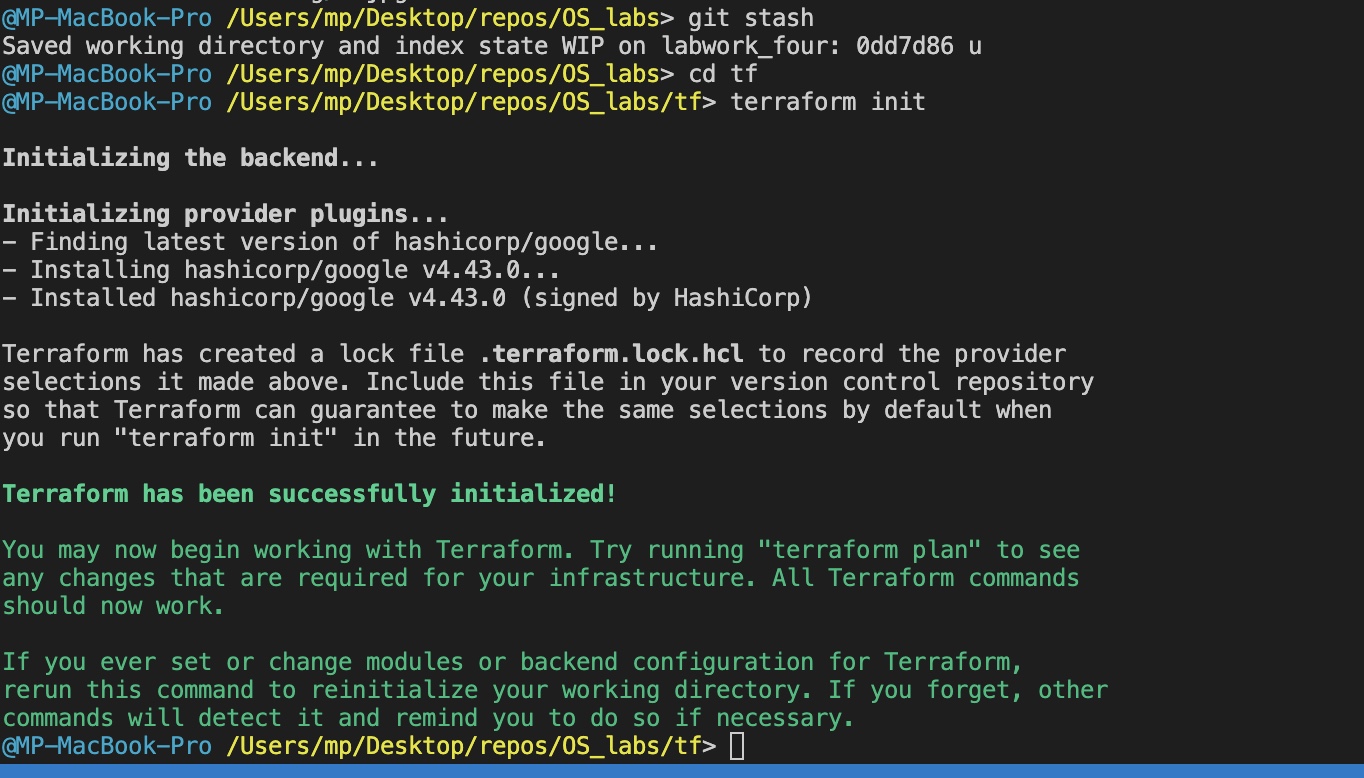 @MP-MacBook-Pro /Users/mp/Desktop/repos/OS_labs> git stash
Saved working directory and index state WIP on labwork_four: 0dd7d86 u
@MP-MacBook-Pro /Users/mp/Desktop/repos/OS_labs> cd tf
@MP-MacBook-Pro /Users/mp/Desktop/repos/OS_labs/tf> terraform init
Initializing the backend...
Initializing provider plugins...
- Finding latest version of hashicorp/google...
- Installing hashicorp/google v4.43.0...
- Installed hashicorp/google v4.43.0 (signed by HashiCorp)
Terraform has created a lock file .terraform.lock.hcl to record the provider
selections it made above. Include this file in your version control repository
so that Terraform can guarantee to make the same selections by default when
you run "terraform init" in the future.
Terraform has been successfully initialized!
You may now begin working with Terraform. Try running "terraform plan" to see
any changes that are required for your infrastructure. All Terraform commands
should now work.
If you ever set or change modules or backend configuration for Terraform,
rerun this command to reinitialize your working directory. If you forget, other
commands will detect it and remind you to do so if necessary.
@MP-MacBook-Pro /Users/mp/Desktop/repos/OS_labs/tf>